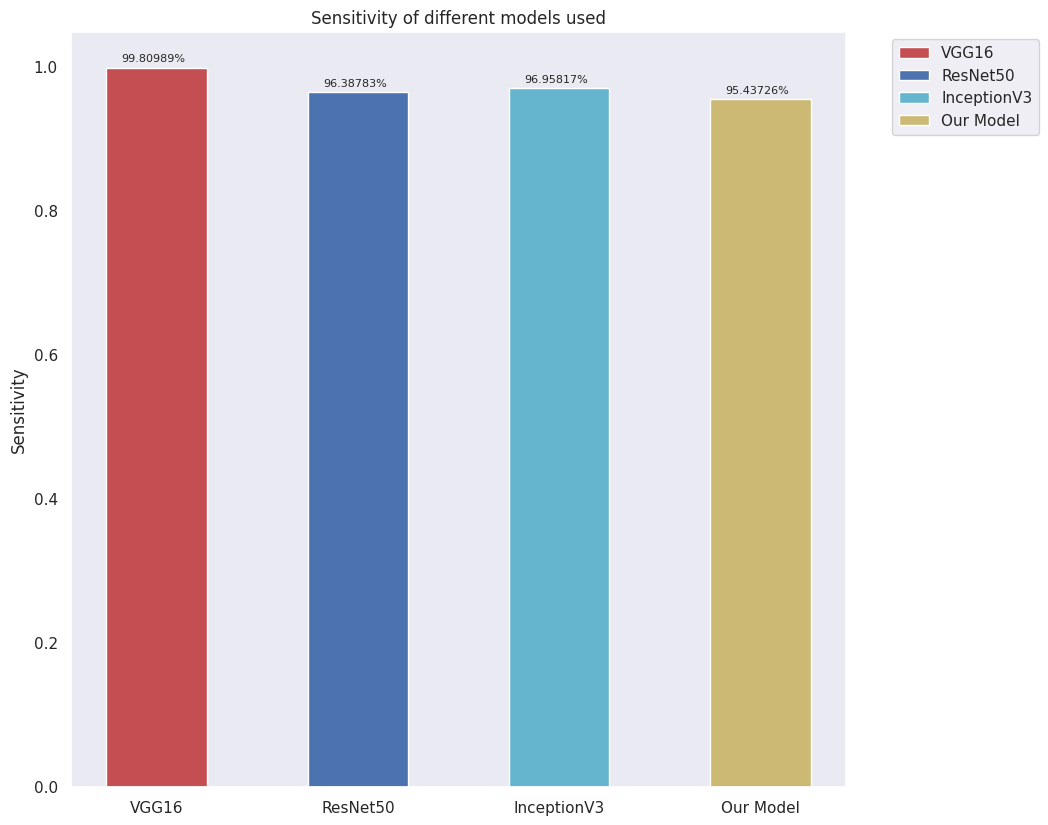 Sensitivity of different models used
VGG16
ResNet50
InceptionV3
Our Model
99.80989%
96.38783%
96.95817%
95.43726%
Sensitivity
1.0
0.8
0.6
0.4
0.2
0.0
VGG16 ResNet50 InceptionV3 Our Model